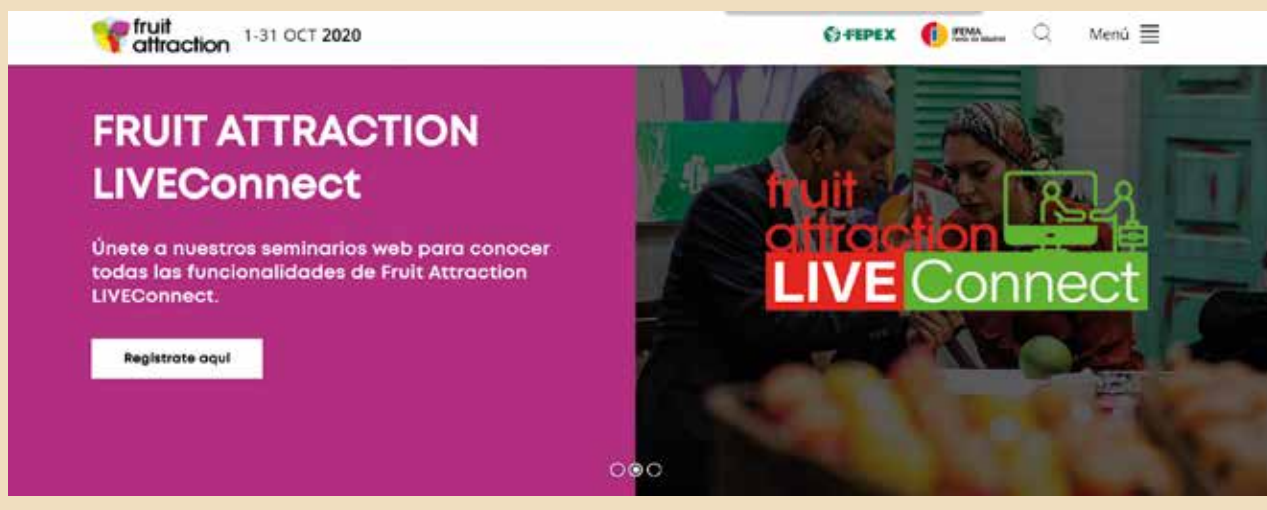 fruit
attraction
1-31 OCT 2020
FEPEX
IFEMA
Menú
FRUIT ATTRACTION
LIVEConnect
Únete a nuestros seminarios web para conocer
todas las funcionalidades de Fruit Attraction
LIVEConnect.
Registrate aquí
fruit
attraction
LIVE Connect